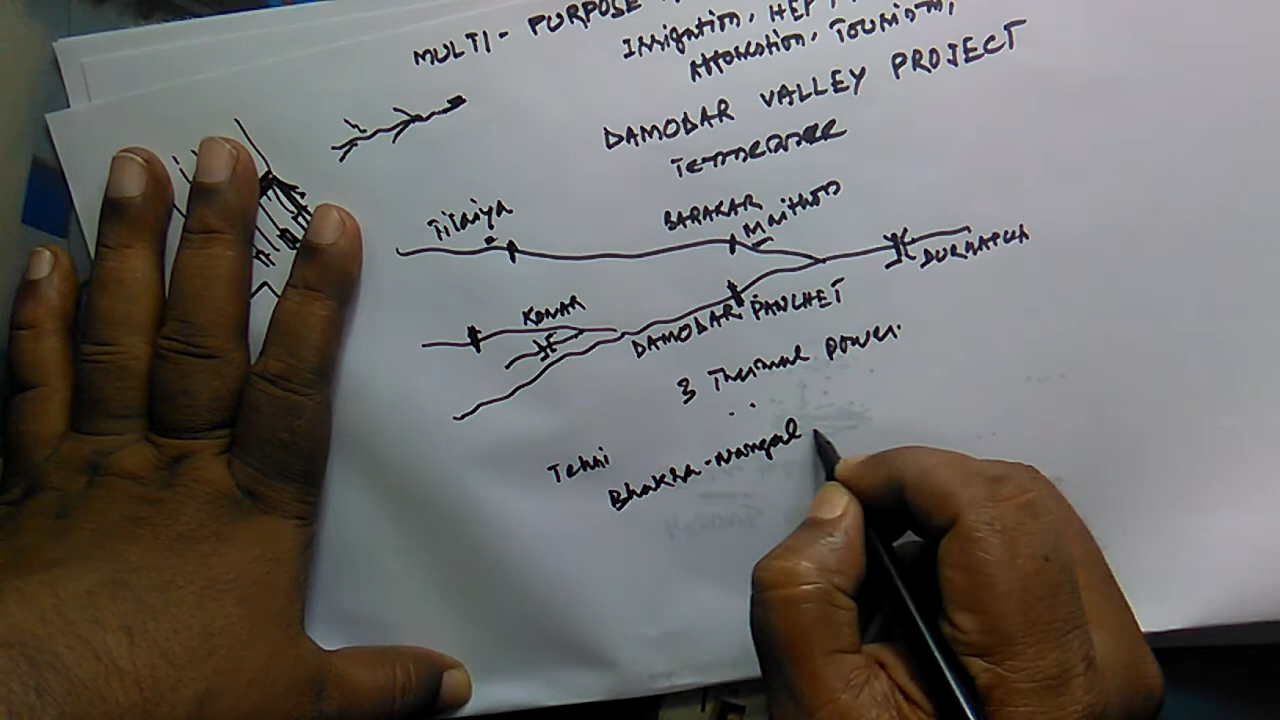 MULTI-PURPOSE
Irrigation, HEP,
Afforestation, Tourism,
DAMODAR VALLEY PROJECT
Tilaiya
BARAKAR
Maithon
DURGAPUR
KONAR
DAMODAR. PANCHET
3 Thermal power.
Tehri
Bhakra-Nangal